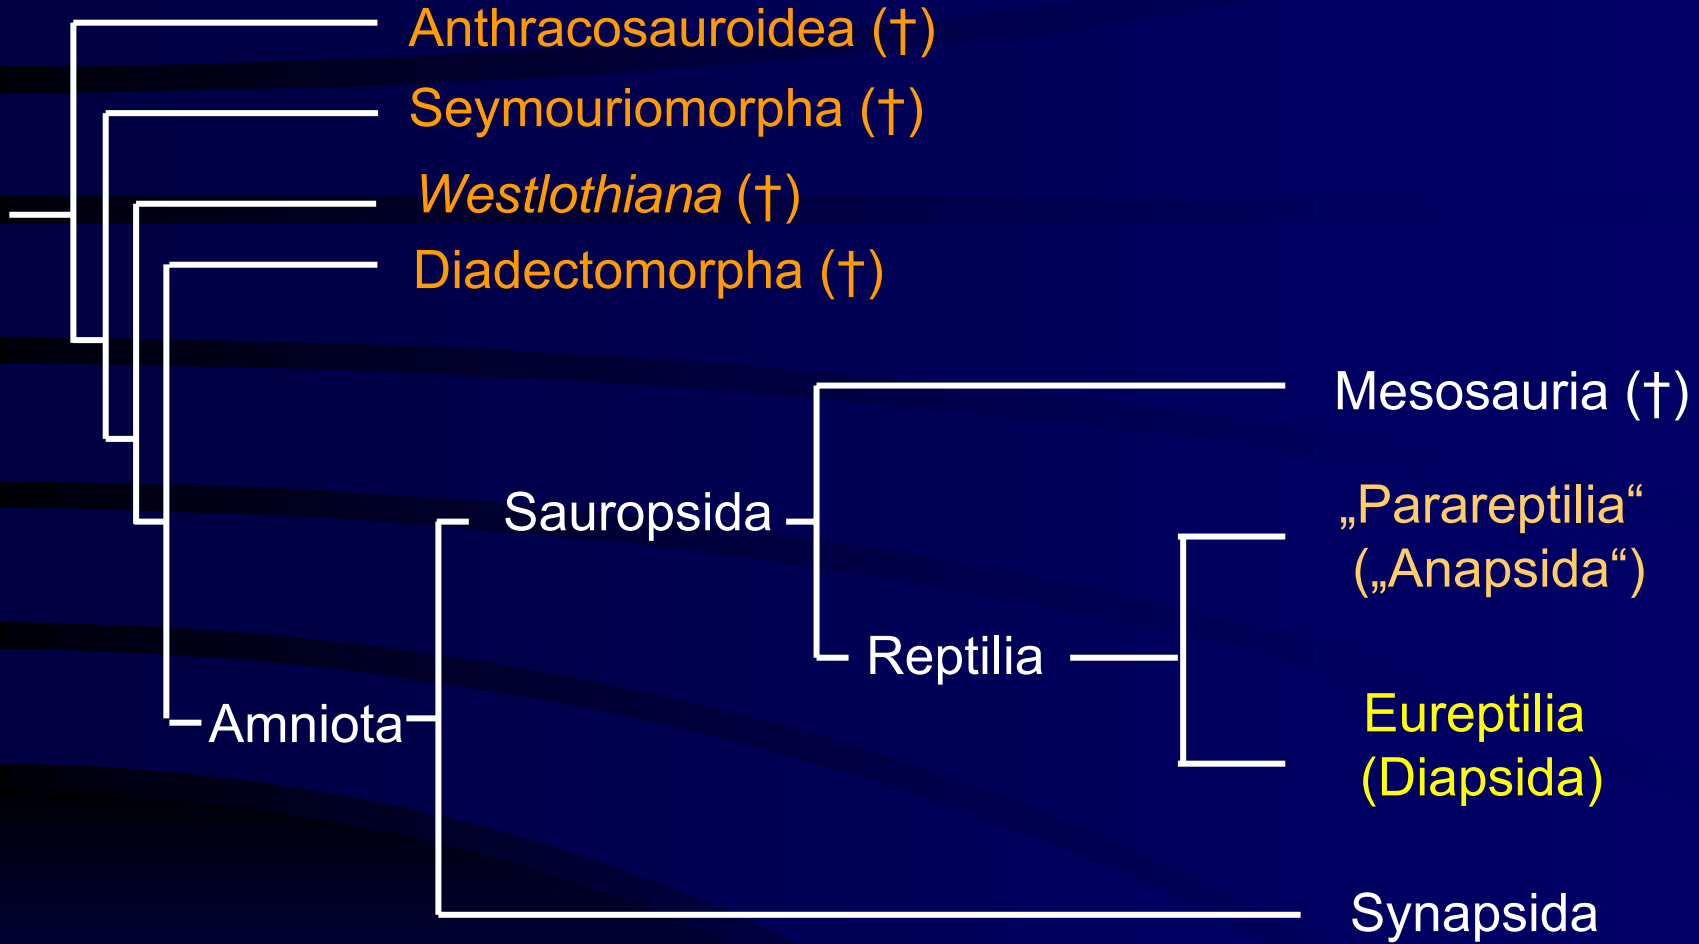 Anthracosauroidea (†)
Seymouriomorpha (†)
Westlothiana (†)
Diadectomorpha (†)
Mesosauria (†)
Sauropsida
„Parareptilia“
(„Anapsida“)
Reptilia
Amniota
Eureptilia
(Diapsida)
Synapsida